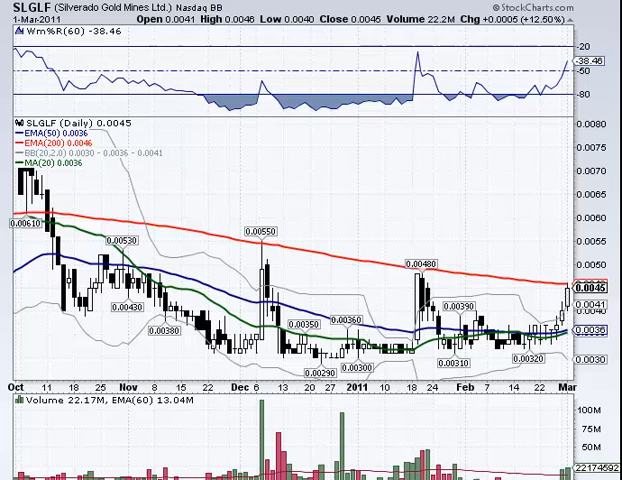 SLGLF (Silverado Gold Mines Ltd.) Nasdaq BB © StockCharts.com
1-Mar-2011 Open 0.0041 High 0.0046 Low 0.0040 Close 0.0045 Volume 22.2M Chg +0.0005 (+12.50%)
Wm%R(60) -38.46
-20
-38.46
-50
-80
SLGLF (Daily) 0.0045
EMA(50) 0.0036
EMA(200) 0.0046
BB(20,2.0) 0.0030 - 0.0036 - 0.0041
MA(20) 0.0036
0.0080
0.0075
0.0070
0.0065
0.0060
0.0055
0.0050
0.0045
0.0041
0.0036
0.0030
0.0610
0.0530
0.0550
0.0480
0.00430
0.00380
0.00350
0.00360
0.00390
0.00290
0.00300
0.00310
0.00320
Oct 11 18 25 Nov 8 15 22 Dec 6 13 20 27 2011 10 18 24 Feb 7 14 22 Mar
Volume 22.17M, EMA(60) 13.04M
100M
75M
50M
22174592